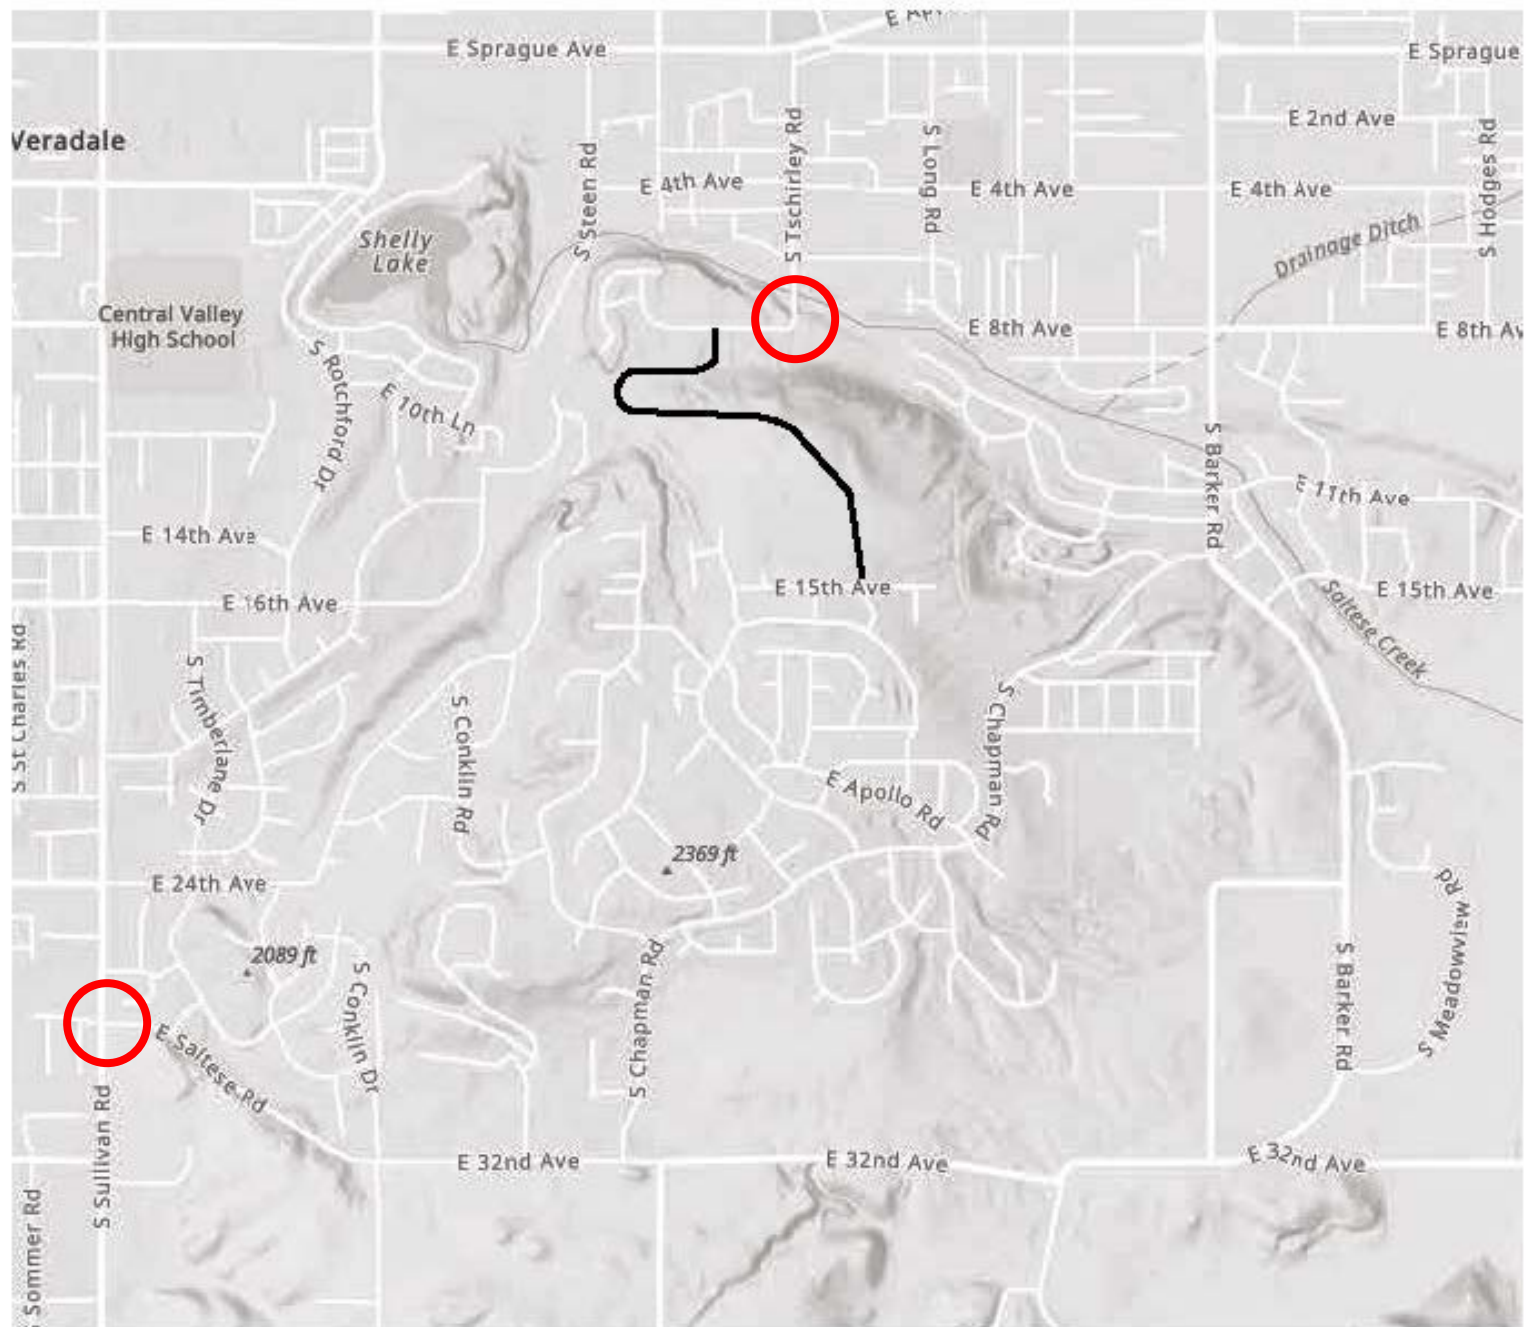 E Sprague Ave
E Sprague
E 2nd Ave
Veradale
S Hodges Rd
S Tschirley Rd
S Long Rd
S Steen Rd
E 4th Ave
E 4th Ave
E 4th Ave
Shelly
Lake
Drainage Ditch
Central Valley
High School
E 8th Ave
E 8th Av
S Rotchford Dr
E 10th Ln
S Barker Rd
E 11th Ave
E 14th Ave
E 15th Ave
E 15th Ave
E 16th Ave
Saltese Creek
S St Charles Rd
S Timberlane Dr
S Conklin Rd
S Chapman Rd
E Apollo Rd
2369 ft
E 24th Ave
S Meadowview Rd
2089 ft
S Conklin Dr
S Chapman Rd
S Barker Rd
E Saltese Rd
S Sullivan Rd
E 32nd Ave
E 32nd Ave
E 32nd Ave
Sommer Rd